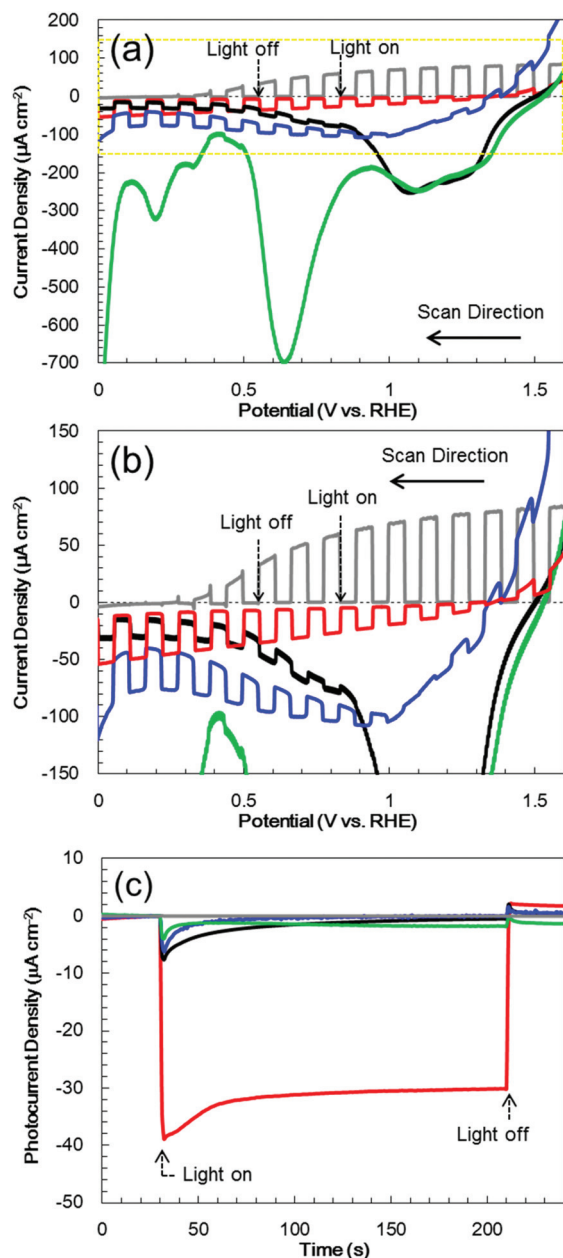 (a)
Light off
Light on
200
100
0
-100
-200
-300
-400
-500
-600
-700
Current Density (µA cm⁻²)
Scan Direction
0
0.5
1
1.5
Potential (V vs. RHE)
(b)
Scan Direction
Light off
Light on
150
100
50
0
-50
-100
-150
Current Density (µA cm⁻²)
0
0.5
1
1.5
Potential (V vs. RHE)
(c)
10
0
-10
-20
-30
-40
-50
Photocurrent Density (µA cm⁻²)
Light on
Light off
0
50
100
150
200
Time (s)